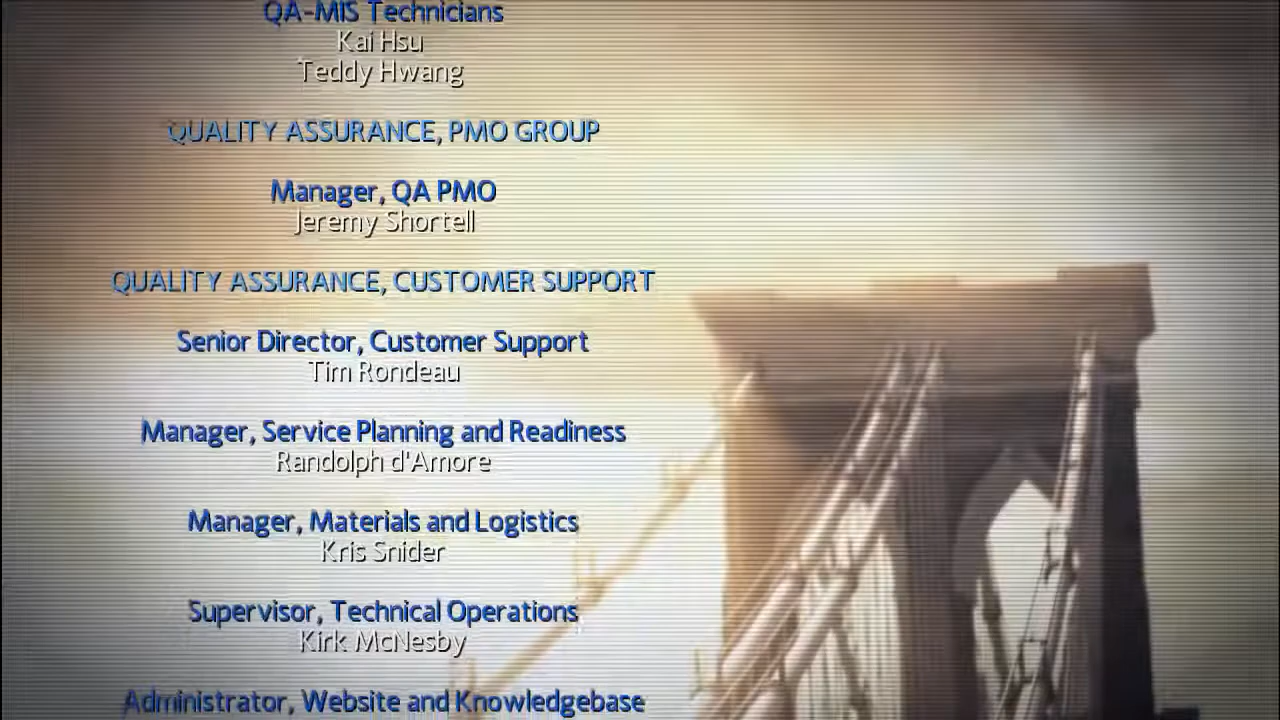 QA-MIS Technicians
Kai Hsu
Teddy Hwang
QUALITY ASSURANCE, PMO GROUP
Manager, QA PMO
Jeremy Shortell
QUALITY ASSURANCE, CUSTOMER SUPPORT
Senior Director, Customer Support
Tim Rondeau
Manager, Service Planning and Readiness
Randolph d'Amore
Manager, Materials and Logistics
Kris Snider
Supervisor, Technical Operations
Kirk McNesby
Administrator, Website and Knowledgebase